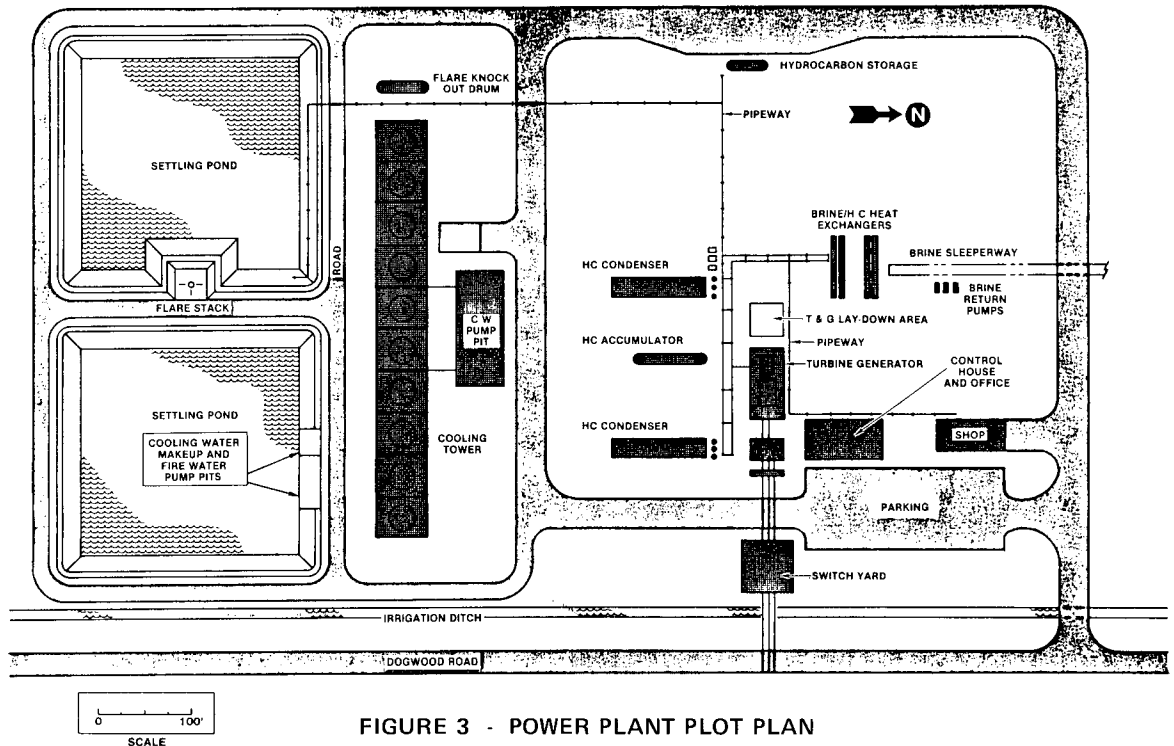 HYDROCARBON STORAGE
FLARE KNOCK
OUT DRUM
PIPEWAY
N
SETTLING POND
ROAD
BRINE/H C HEAT
EXCHANGERS
BRINE SLEEPERWAY
HC CONDENSER
BRINE
RETURN
PUMPS
FLARE STACK
C W
PUMP
PIT
T & G LAY-DOWN AREA
HC ACCUMULATOR
PIPEWAY
TURBINE GENERATOR
CONTROL
HOUSE
AND OFFICE
SETTLING POND
COOLING WATER
MAKEUP AND
FIRE WATER
PUMP PITS
COOLING
TOWER
HC CONDENSER
SHOP
PARKING
SWITCH YARD
IRRIGATION DITCH
DOGWOOD ROAD
0 100'
SCALE
FIGURE 3 - POWER PLANT PLOT PLAN